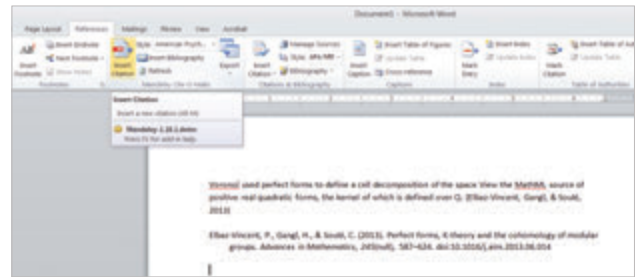 Document1 - Microsoft Word
Page Layout References Mailings Review View Acrobat
Insert Endnote
Next Footnote
Show Notes
Insert Footnote
Insert Citation
Style: American Psych...
Insert Bibliography
Refresh
Export
Insert Citation
Manage Sources
Style: APA
Bibliography
Insert Caption
Insert Table of Figures
Update Table
Cross-reference
Mark Entry
Insert Index
Update Index
Mark Citation
Insert Table of Au
Update Table
Footnotes
Mendeley Cite-O-Matic
Citations & Bibliography
Captions
Index
Table of Authorities
Insert Citation
Insert a new citation (Alt-M)
Press F1 for add-in help.
Voronoi used perfect forms to define a cell decomposition of the space View the MathML source of
positive real quadratic forms, the kernel of which is defined over Q. (Elbaz-Vincent, Gangl, & Soulé,
2013)
Elbaz-Vincent, P., Gangl, H., & Soulé, C. (2013). Perfect forms, K-theory and the cohomology of modular
groups. Advances in Mathematics, 245(null), 587–624. doi:10.1016/j.aim.2013.06.014